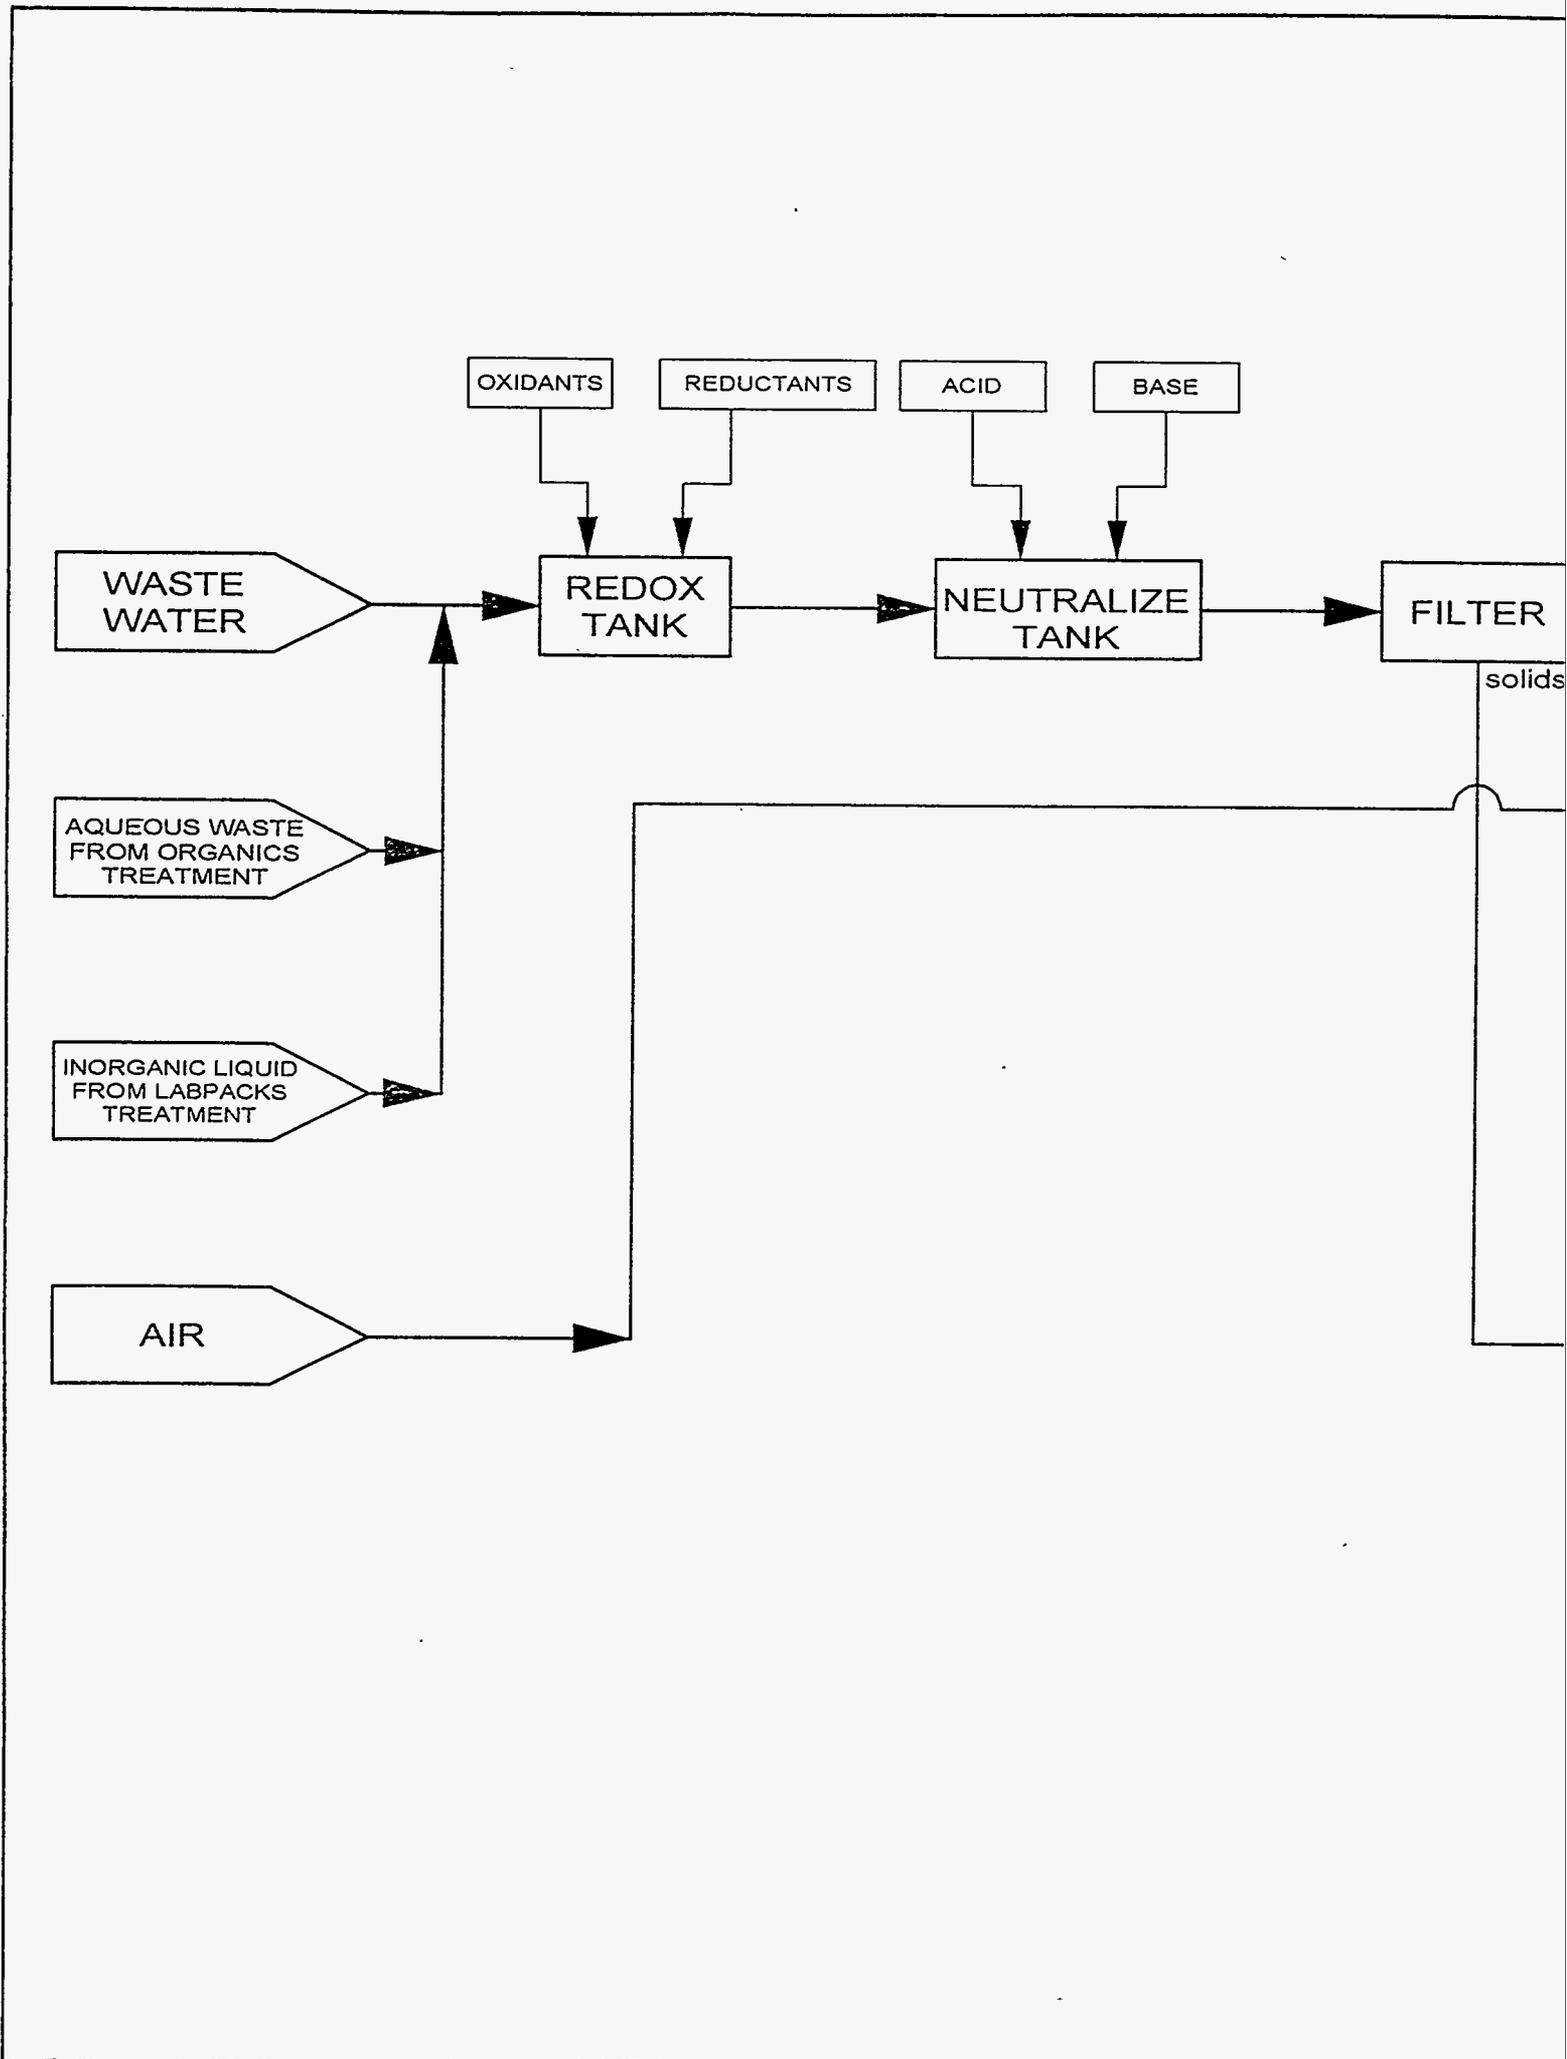 OXIDANTS
REDUCTANTS
ACID
BASE
WASTE
WATER
REDOX
TANK
NEUTRALIZE
TANK
FILTER
solids
AQUEOUS WASTE
FROM ORGANICS
TREATMENT
INORGANIC LIQUID
FROM LABPACKS
TREATMENT
AIR